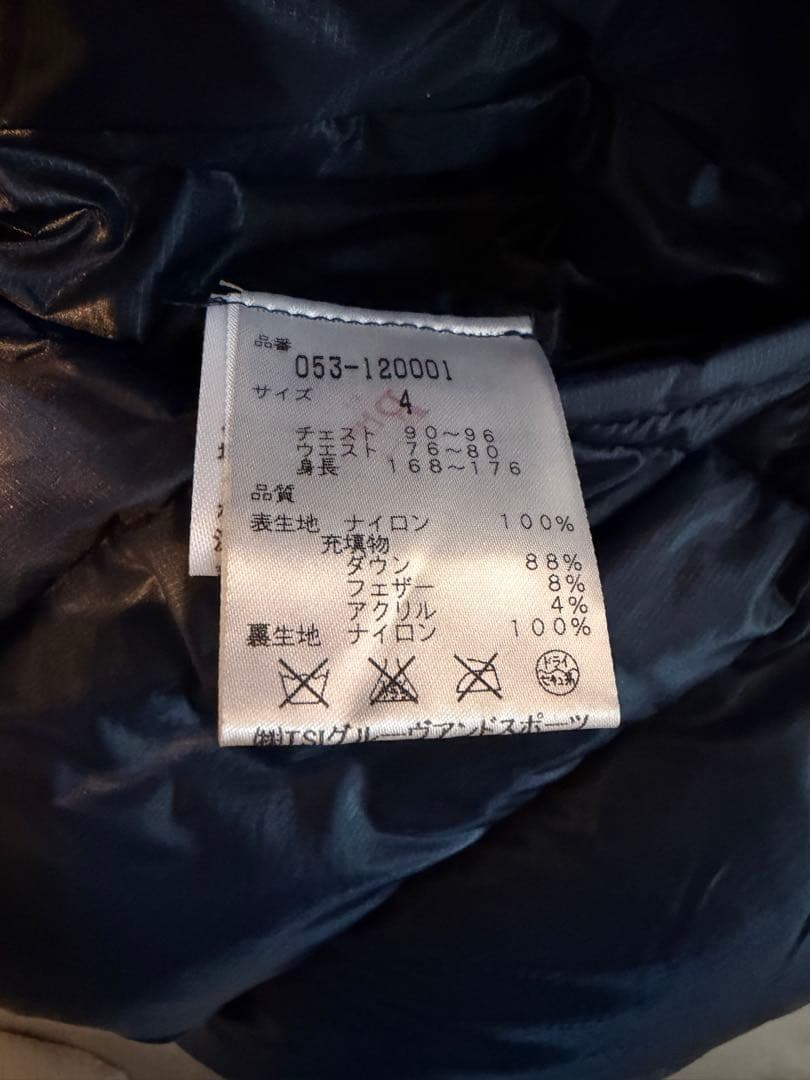 品番
053-120001
サイズ
4
チェスト 90～96
ウエスト 76～80
身長 168～176
品質
表生地 ナイロン 100%
充填物
ダウン 88%
フェザー 8%
アクリル 4%
裏生地 ナイロン 100%
ドライ
セキユ系
㈱TSIグルーヴアンドスポーツ